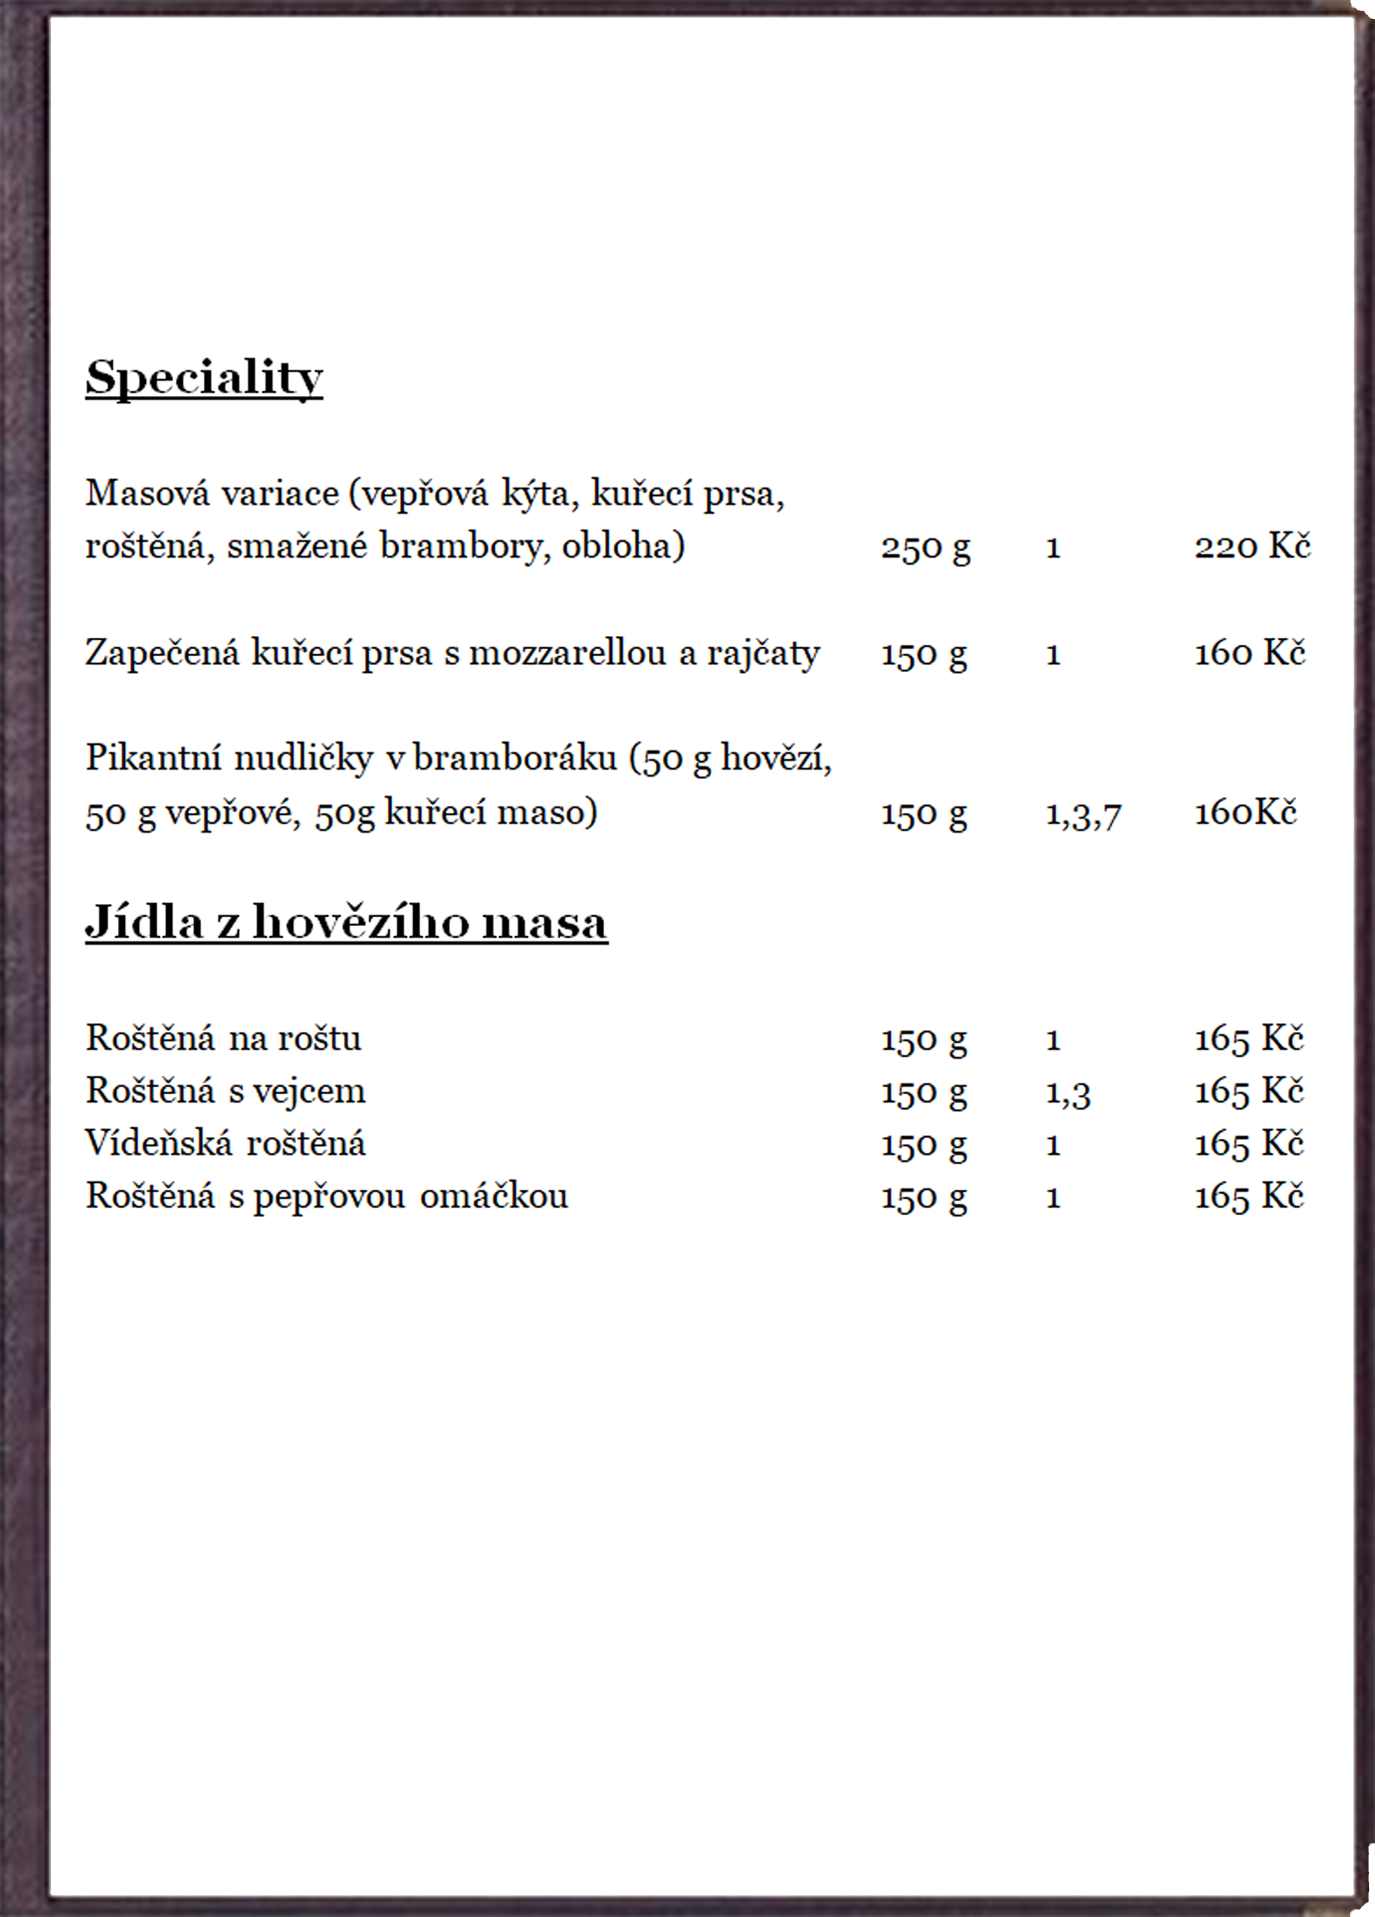 Speciality
Masová variace (vepřová kýta, kuřecí prsa,
roštěná, smažené brambory, obloha) 250 g 1 220 Kč
Zapečená kuřecí prsa s mozzarellou a rajčaty 150 g 1 160 Kč
Pikantní nudličky v bramboráku (50 g hovězí,
50 g vepřové, 50g kuřecí maso) 150 g 1,3,7 160Kč
Jídla z hovězího masa
Roštěná na roštu 150 g 1 165 Kč
Roštěná s vejcem 150 g 1,3 165 Kč
Vídeňská roštěná 150 g 1 165 Kč
Roštěná s pepřovou omáčkou 150 g 1 165 Kč